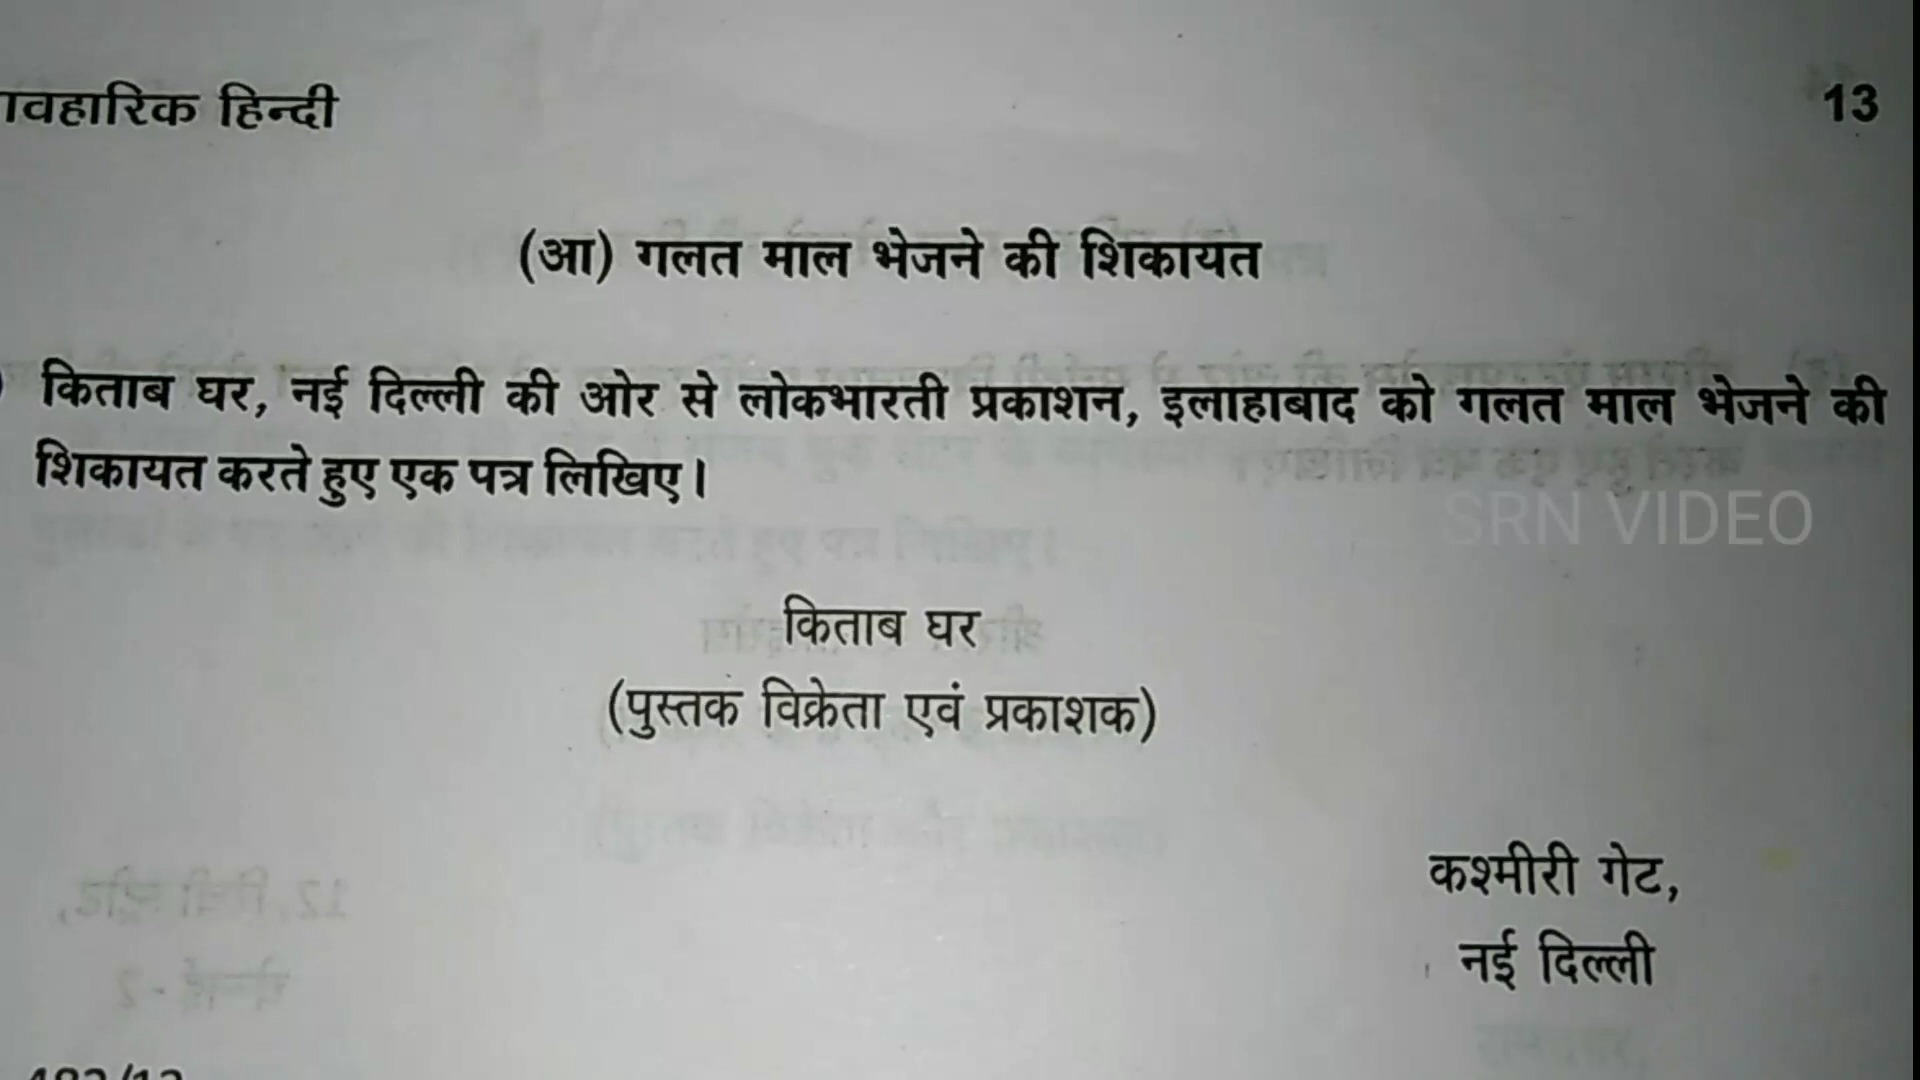 ावहारिक हिन्दी
13
(आ) गलत माल भेजने की शिकायत
किताब घर, नई दिल्ली की ओर से लोकभारती प्रकाशन, इलाहाबाद को गलत माल भेजने की
शिकायत करते हुए एक पत्र लिखिए।
SRN VIDEO
किताब घर
(पुस्तक विक्रेता एवं प्रकाशक)
कश्मीरी गेट,
नई दिल्ली